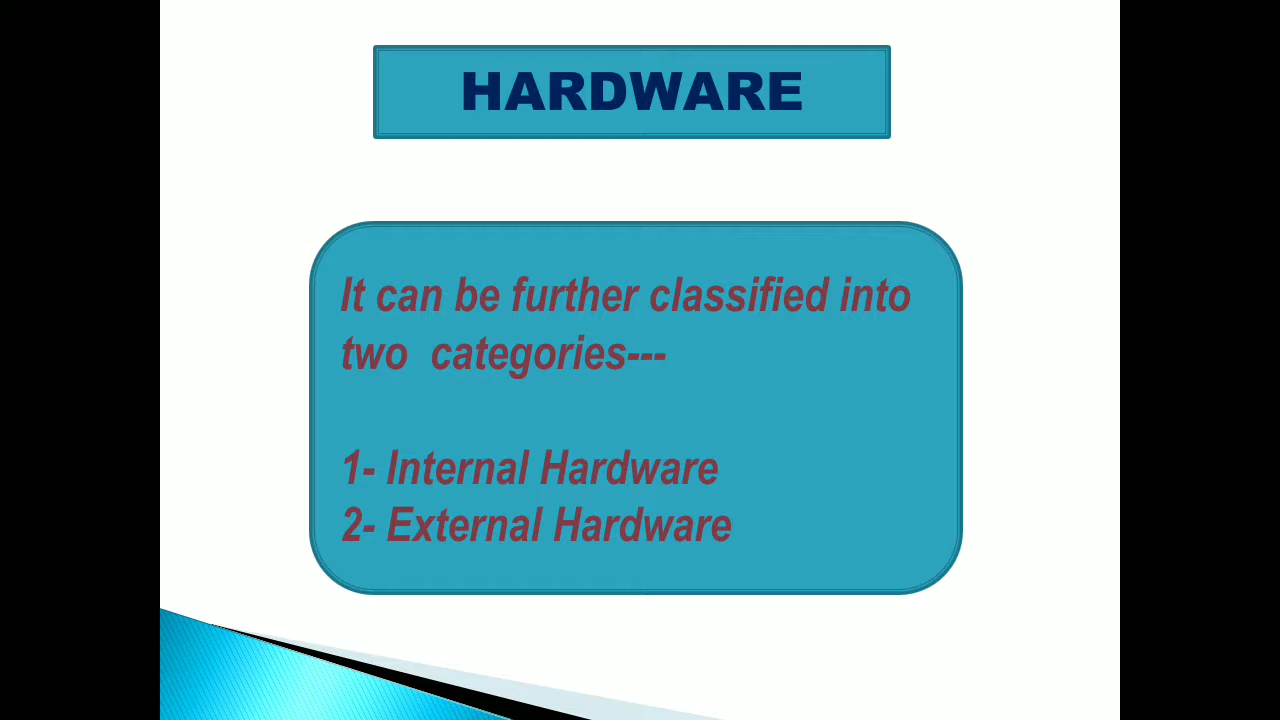 HARDWARE
It can be further classified into
two  categories---
1- Internal Hardware
2- External Hardware